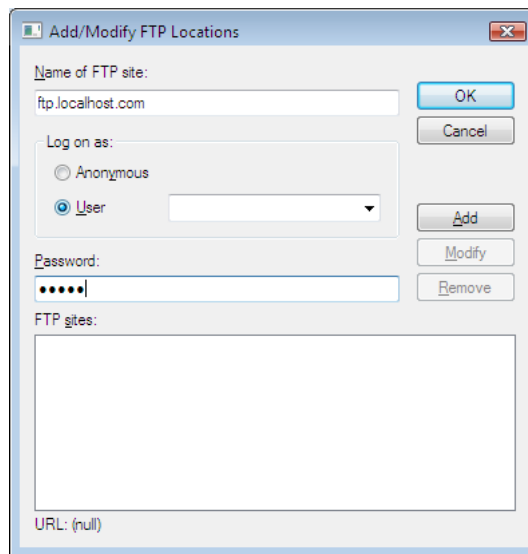 Add/Modify FTP Locations
Name of FTP site:
ftp.localhost.com
OK
Cancel
Log on as:
Anonymous
User
Add
Modify
Remove
Password:
●●●●●
FTP sites:
URL: (null)